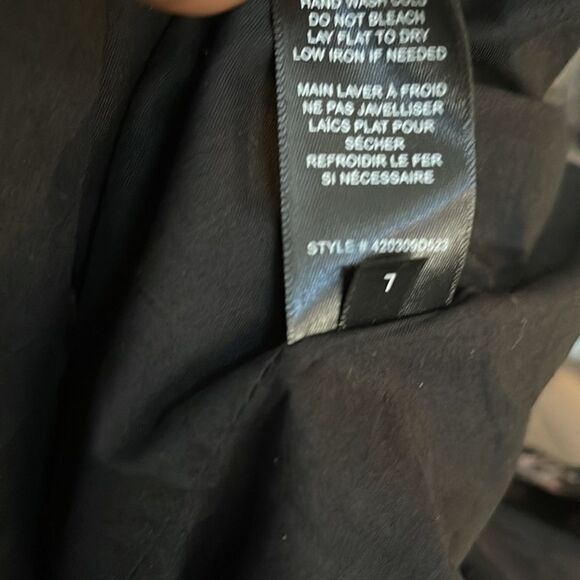 HAND WASH COLD
DO NOT BLEACH
LAY FLAT TO DRY
LOW IRON IF NEEDED
MAIN LAVER À FROID
NE PAS JAVELLISER
LAÏCS PLAT POUR
SÉCHER
REFROIDIR LE FER
SI NÉCESSAIRE
STYLE # 420309D523
7